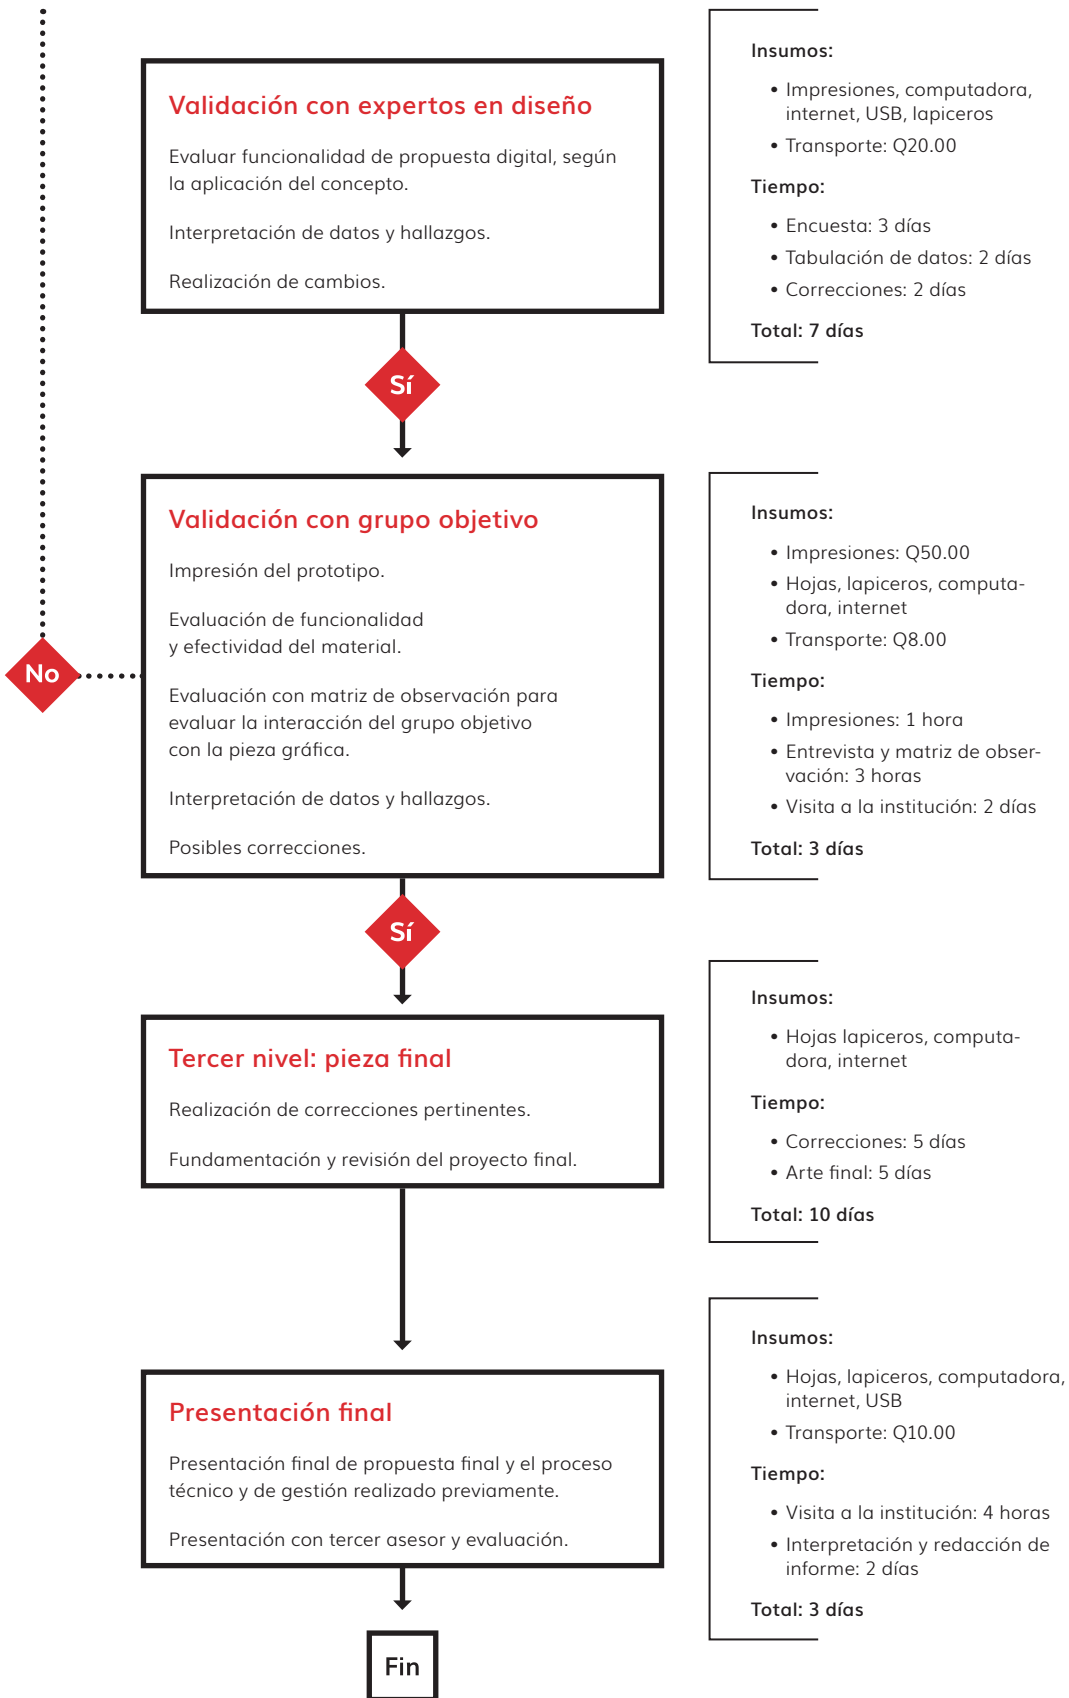 Validación con expertos en diseño
Evaluar funcionalidad de propuesta digital, según
la aplicación del concepto.
Interpretación de datos y hallazgos.
Realización de cambios.
Insumos:
• Impresiones, computadora,
internet, USB, lapiceros
• Transporte: Q20.00
Tiempo:
• Encuesta: 3 días
• Tabulación de datos: 2 días
• Correcciones: 2 días
Total: 7 días
Sí
Validación con grupo objetivo
Impresión del prototipo.
Evaluación de funcionalidad
y efectividad del material.
Evaluación con matriz de observación para
evaluar la interacción del grupo objetivo
con la pieza gráfica.
Interpretación de datos y hallazgos.
Posibles correcciones.
No
Insumos:
• Impresiones: Q50.00
• Hojas, lapiceros, computa-
dora, internet
• Transporte: Q8.00
Tiempo:
• Impresiones: 1 hora
• Entrevista y matriz de obser-
vación: 3 horas
• Visita a la institución: 2 días
Total: 3 días
Sí
Tercer nivel: pieza final
Realización de correcciones pertinentes.
Fundamentación y revisión del proyecto final.
Insumos:
• Hojas lapiceros, computa-
dora, internet
Tiempo:
• Correcciones: 5 días
• Arte final: 5 días
Total: 10 días
Presentación final
Presentación final de propuesta final y el proceso
técnico y de gestión realizado previamente.
Presentación con tercer asesor y evaluación.
Insumos:
• Hojas, lapiceros, computadora,
internet, USB
• Transporte: Q10.00
Tiempo:
• Visita a la institución: 4 horas
• Interpretación y redacción de
informe: 2 días
Total: 3 días
Fin